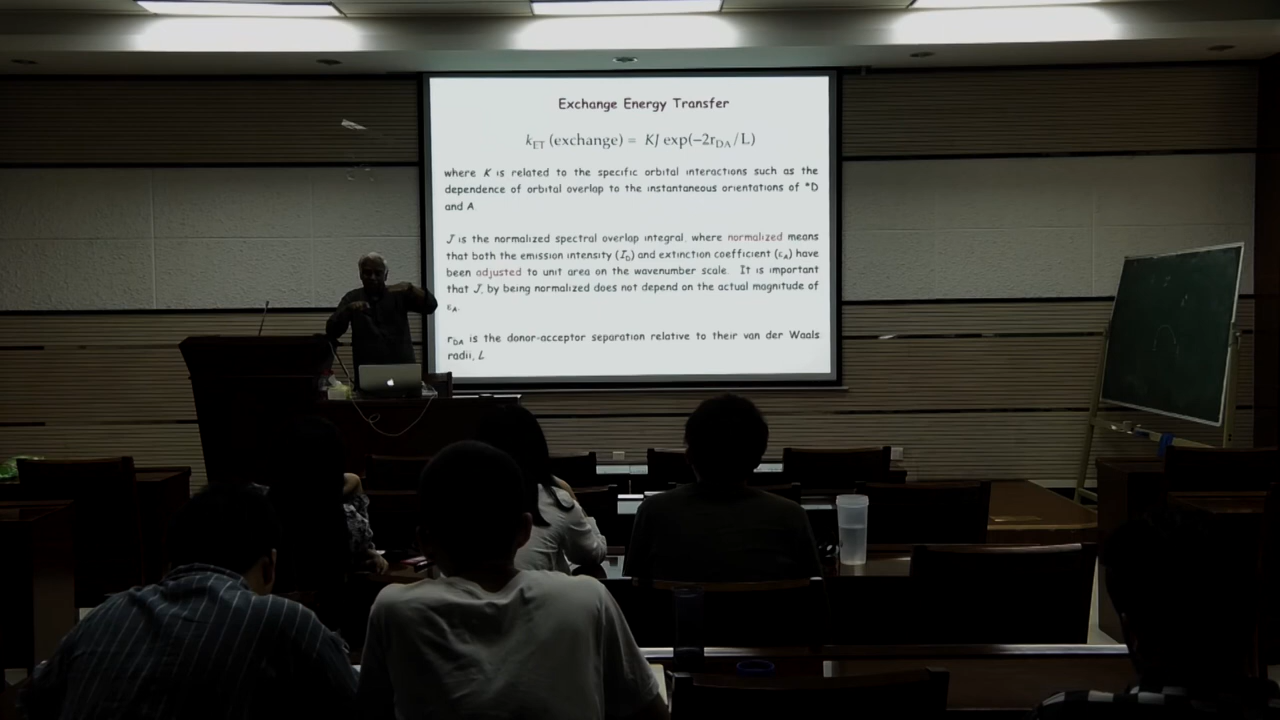 Exchange Energy Transfer
k_ET (exchange) = KJ exp(−2r_DA/L)
where K is related to the specific orbital interactions such as the
dependence of orbital overlap to the instantaneous orientations of *D
and A
J is the normalized spectral overlap integral, where normalized means
that both the emission intensity (I_D) and extinction coefficient (ε_A) have
been adjusted to unit area on the wavenumber scale. It is important
that J, by being normalized does not depend on the actual magnitude of
ε_A.
r_DA is the donor-acceptor separation relative to their van der Waals
radii, L